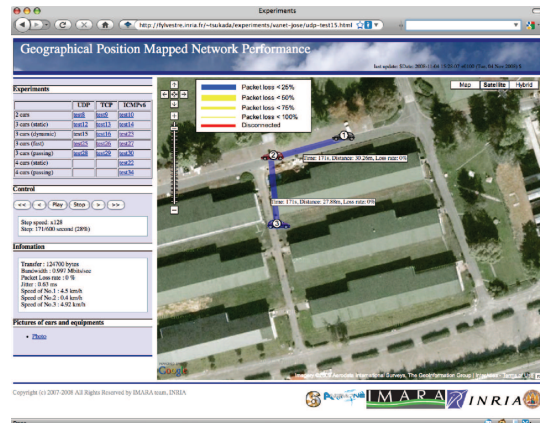 Experiments
http://fylvestre.inria.fr/~tsukada/experiments/vanet-jose/udp-test15.html
Geographical Position Mapped Network Performance
Experiments
UDP TCP ICMPv6
2 cars test8 test9 test10
3 cars (static) test12 test13 test14
3 cars (dynamic) test15 test16 test23
3 cars (fast) test25 test26 test27
3 cars (passing) test28 test29 test30
4 cars (static) test22
4 cars (passing) test34
Control
<< < Play Stop > >>
Step speed: x128
Step: 171/600 second (28%)
Infomation
Transfer : 124700 bytes
Bandwidth : 0.997 Mbits/sec
Packet Loss rate : 0 %
Jitter : 0.63 ms
Speed of No.1 : 4.5 km/h
Speed of No.2 : 0.4 km/h
Speed of No.3 : 4.92 km/h
Pictures of cars and equipments
Photo
Packet loss < 25%
Packet loss < 50%
Packet loss < 75%
Packet loss < 100%
Disconnected
Map Satellite Hybrid
1
2
Time: 171s, Distance: 30.26m, Loss rate: 0%
Time: 171s, Distance: 27.88m, Loss rate: 0%
3
Google
Copyright (c) 2007-2008 All Rights Reserved by IMARA team, INRIA
IMARA
INRIA